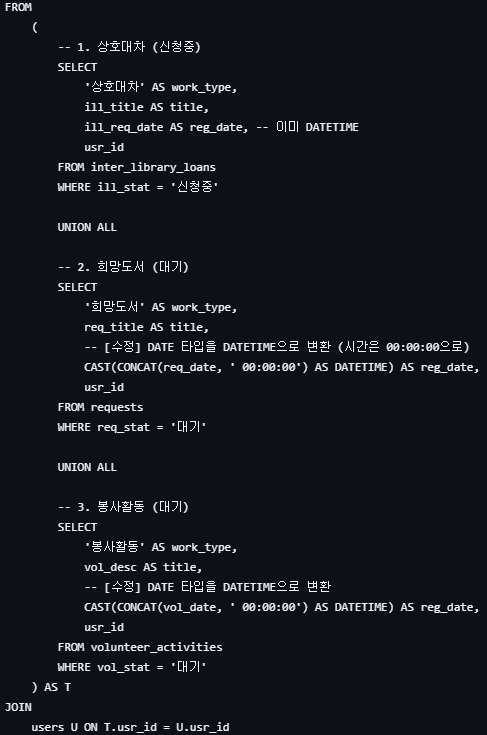 FROM
(
-- 1. 상호대차 (신청중)
SELECT
'상호대차' AS work_type,
ill_title AS title,
ill_req_date AS reg_date, -- 이미 DATETIME
usr_id
FROM inter_library_loans
WHERE ill_stat = '신청중'
UNION ALL
-- 2. 희망도서 (대기)
SELECT
'희망도서' AS work_type,
req_title AS title,
-- [수정] DATE 타입을 DATETIME으로 변환 (시간은 00:00:00으로)
CAST(CONCAT(req_date, ' 00:00:00') AS DATETIME) AS reg_date,
usr_id
FROM requests
WHERE req_stat = '대기'
UNION ALL
-- 3. 봉사활동 (대기)
SELECT
'봉사활동' AS work_type,
vol_desc AS title,
-- [수정] DATE 타입을 DATETIME으로 변환
CAST(CONCAT(vol_date, ' 00:00:00') AS DATETIME) AS reg_date,
usr_id
FROM volunteer_activities
WHERE vol_stat = '대기'
) AS T
JOIN
users U ON T.usr_id = U.usr_id